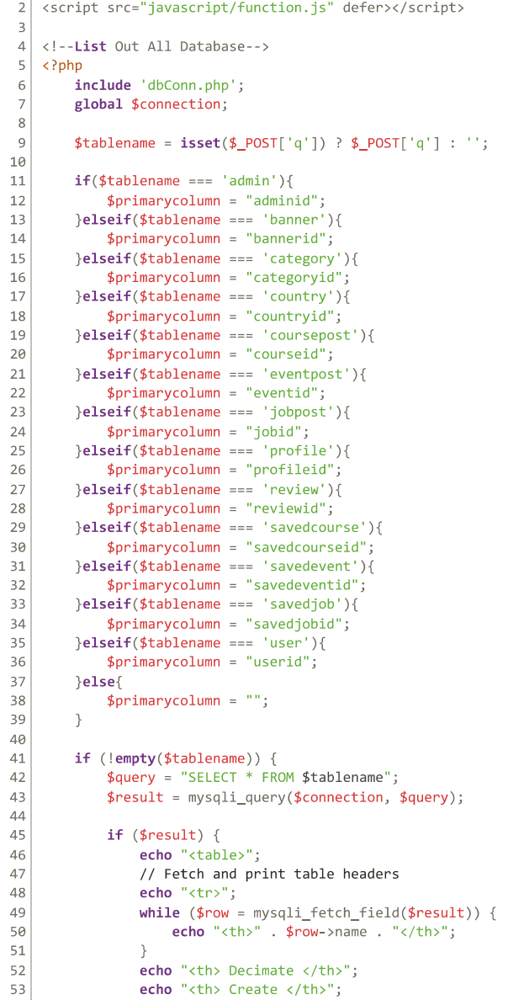 2 <script src="javascript/function.js" defer></script>
3
4 <!--List Out All Database-->
5 <?php
6     include 'dbConn.php';
7     global $connection;
8
9     $tablename = isset($_POST['q']) ? $_POST['q'] : '';
10
11     if($tablename === 'admin'){
12         $primarycolumn = "adminid";
13     }elseif($tablename === 'banner'){
14         $primarycolumn = "bannerid";
15     }elseif($tablename === 'category'){
16         $primarycolumn = "categoryid";
17     }elseif($tablename === 'country'){
18         $primarycolumn = "countryid";
19     }elseif($tablename === 'coursepost'){
20         $primarycolumn = "courseid";
21     }elseif($tablename === 'eventpost'){
22         $primarycolumn = "eventid";
23     }elseif($tablename === 'jobpost'){
24         $primarycolumn = "jobid";
25     }elseif($tablename === 'profile'){
26         $primarycolumn = "profileid";
27     }elseif($tablename === 'review'){
28         $primarycolumn = "reviewid";
29     }elseif($tablename === 'savedcourse'){
30         $primarycolumn = "savedcourseid";
31     }elseif($tablename === 'savedevent'){
32         $primarycolumn = "savedeventid";
33     }elseif($tablename === 'savedjob'){
34         $primarycolumn = "savedjobid";
35     }elseif($tablename === 'user'){
36         $primarycolumn = "userid";
37     }else{
38         $primarycolumn = "";
39     }
40
41     if (!empty($tablename)) {
42         $query = "SELECT * FROM $tablename";
43         $result = mysqli_query($connection, $query);
44
45         if ($result) {
46             echo "<table>";
47             // Fetch and print table headers
48             echo "<tr>";
49             while ($row = mysqli_fetch_field($result)) {
50                 echo "<th>" . $row->name . "</th>";
51             }
52             echo "<th> Decimate </th>";
53             echo "<th> Create </th>";